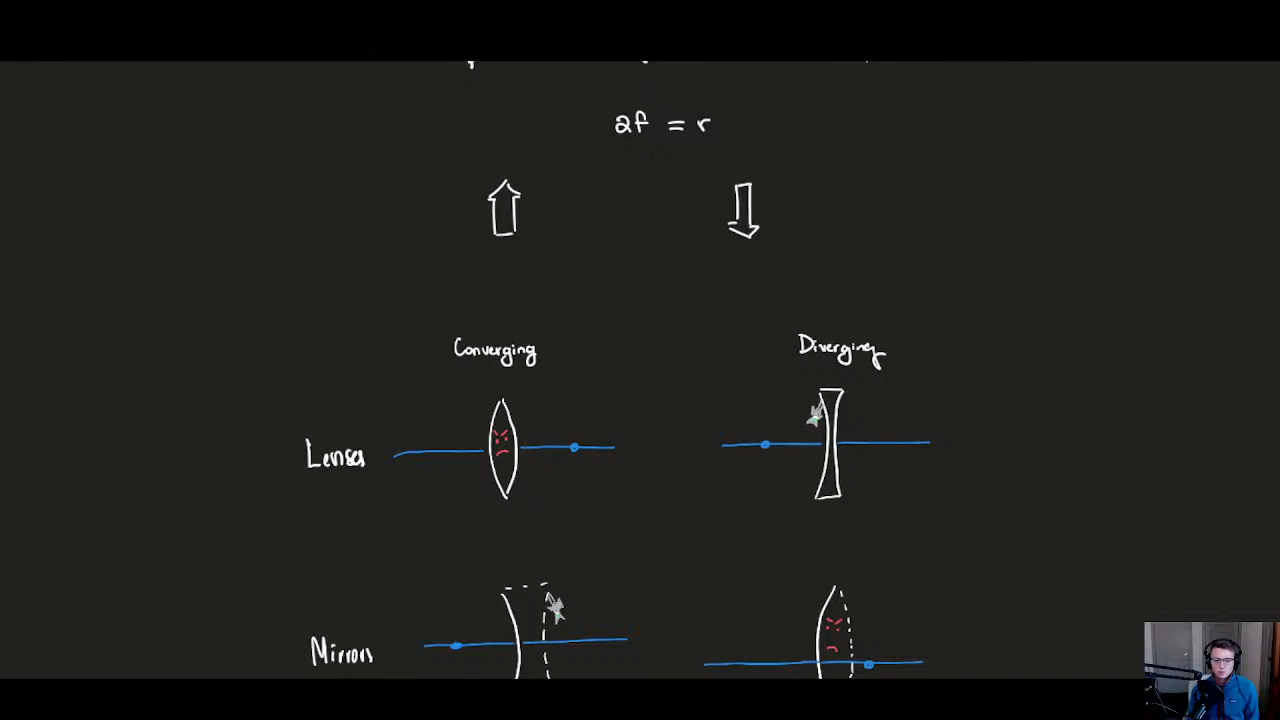 2f = r
Converging Diverging
Lenses
Mirrors